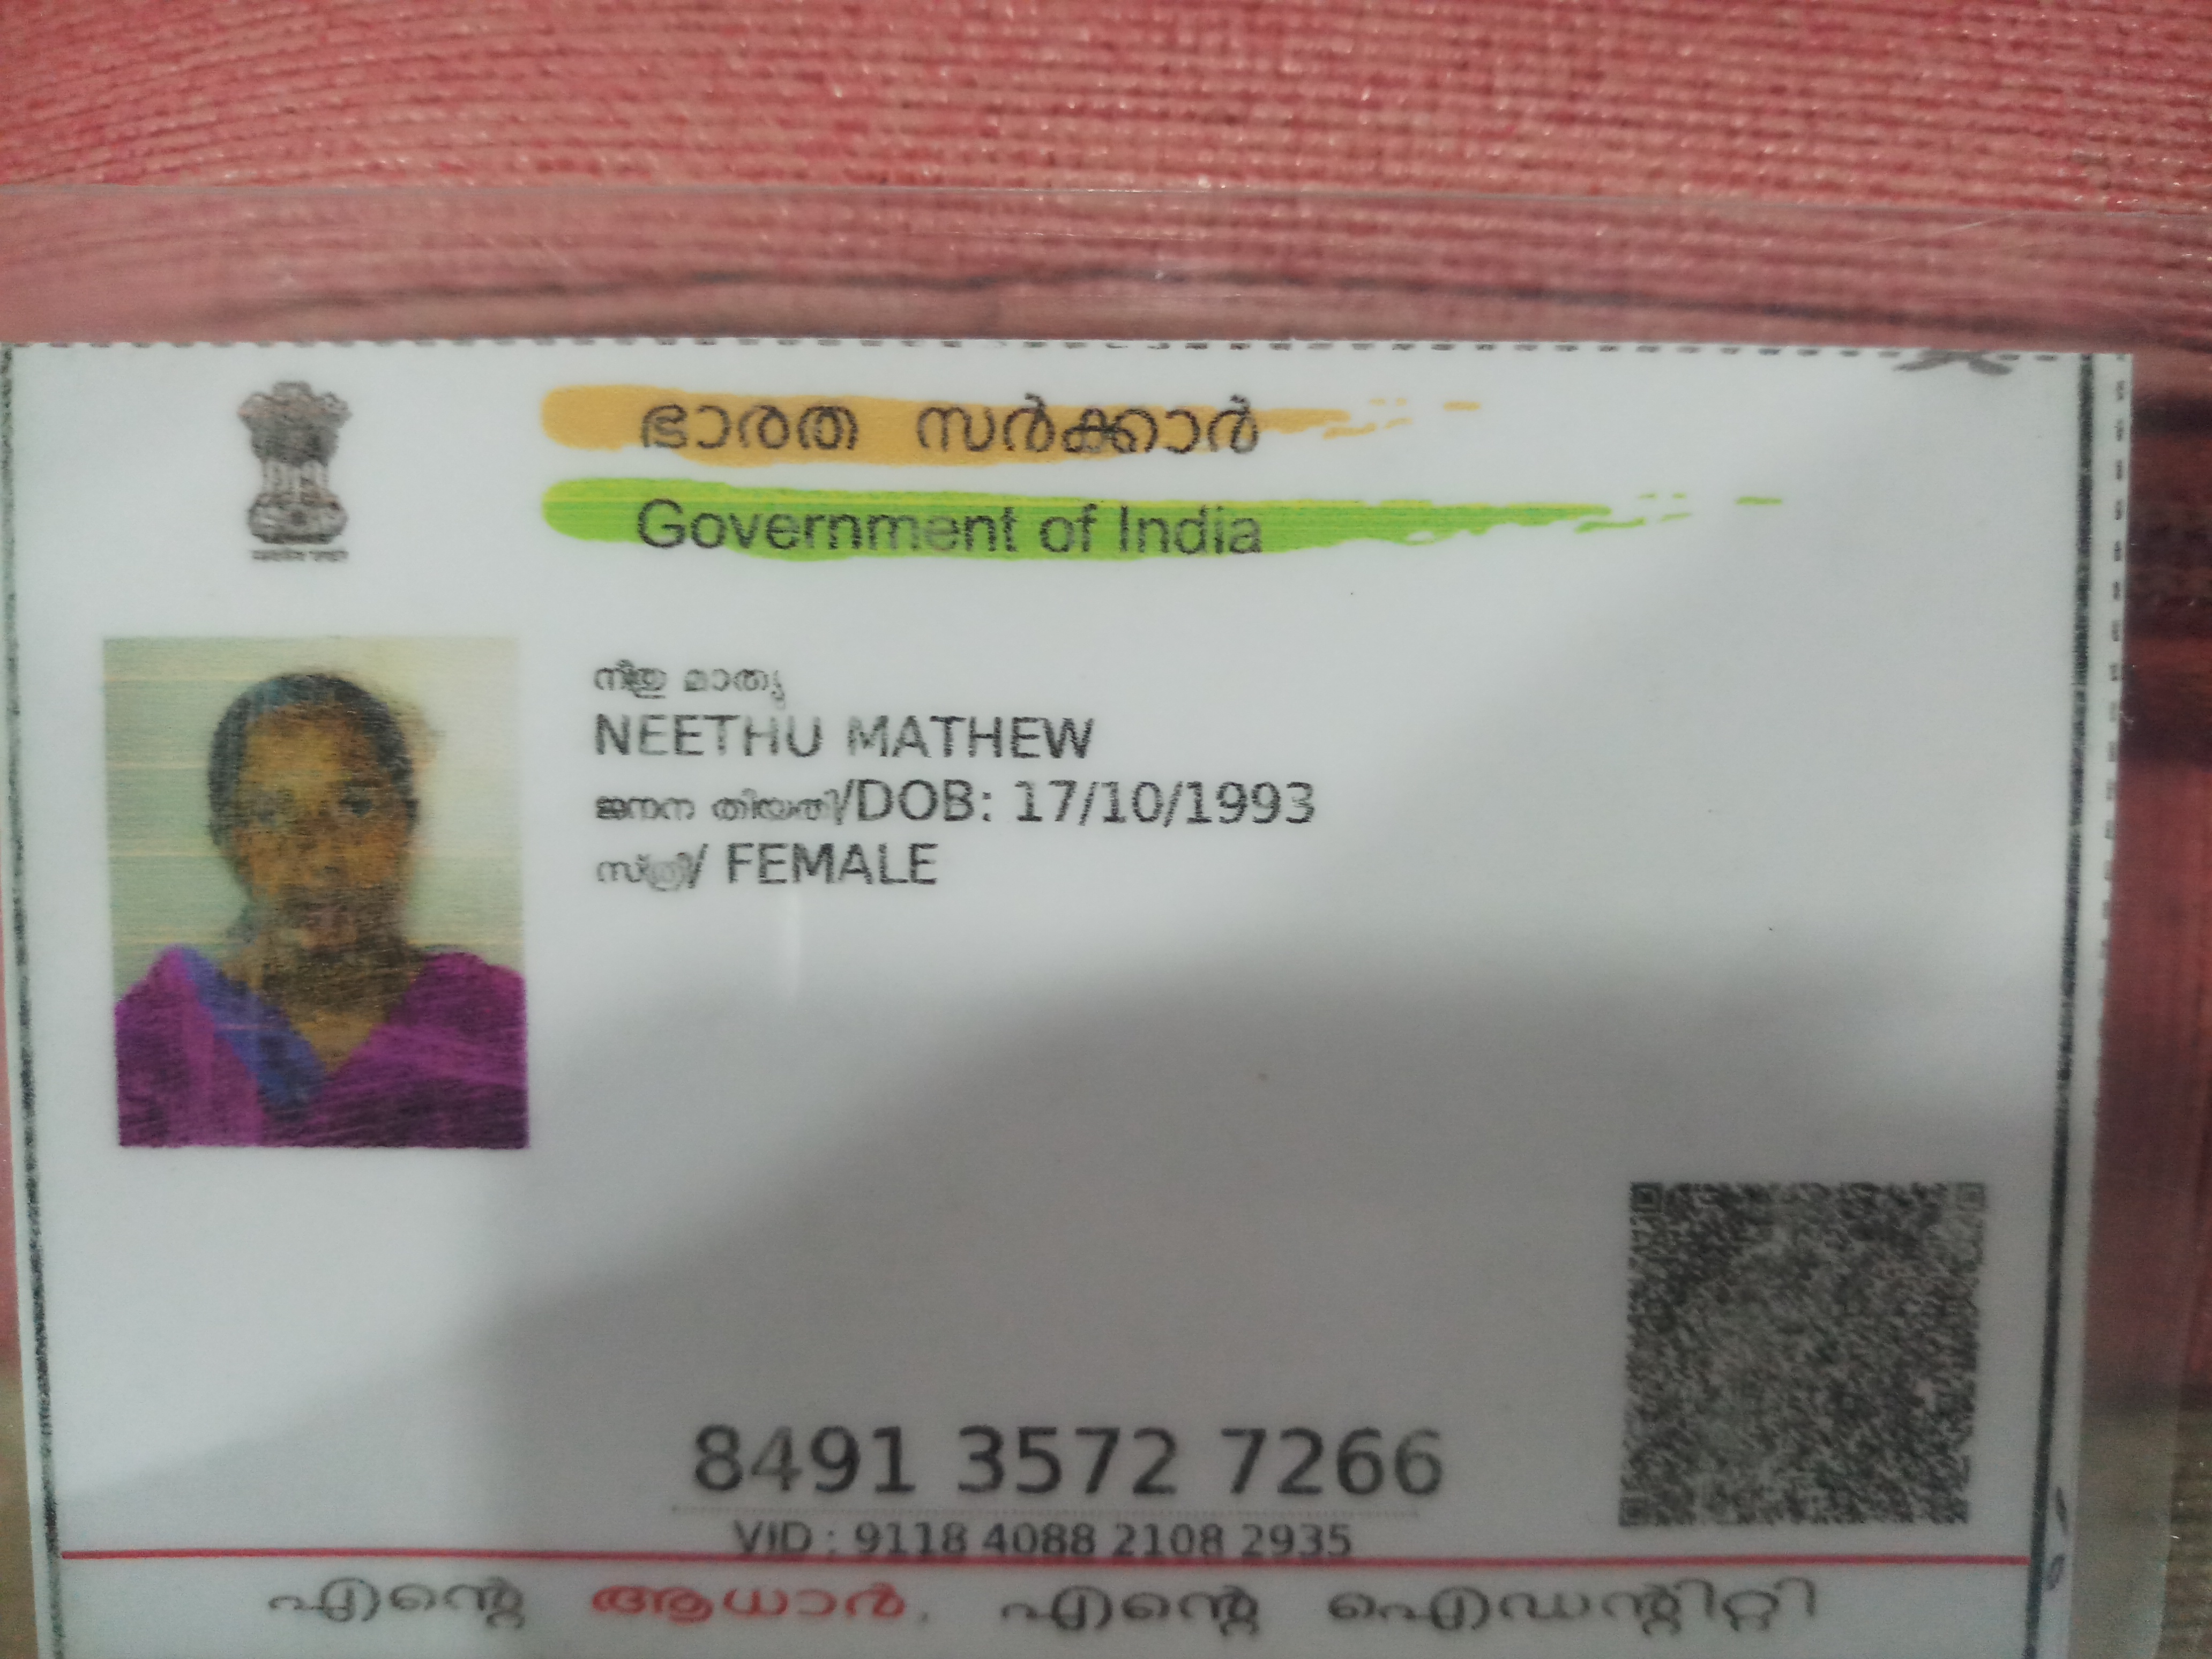 ഭാരത സർക്കാർ
Government of India
നീതു മാത്യു
NEETHU MATHEW
ജനന തിയതി/DOB: 17/10/1993
സ്ത്രീ/ FEMALE
8491 3572 7266
VID : 9118 4088 2108 2935
എന്റെ ആധാർ, എന്റെ ഐഡന്റിറ്റി